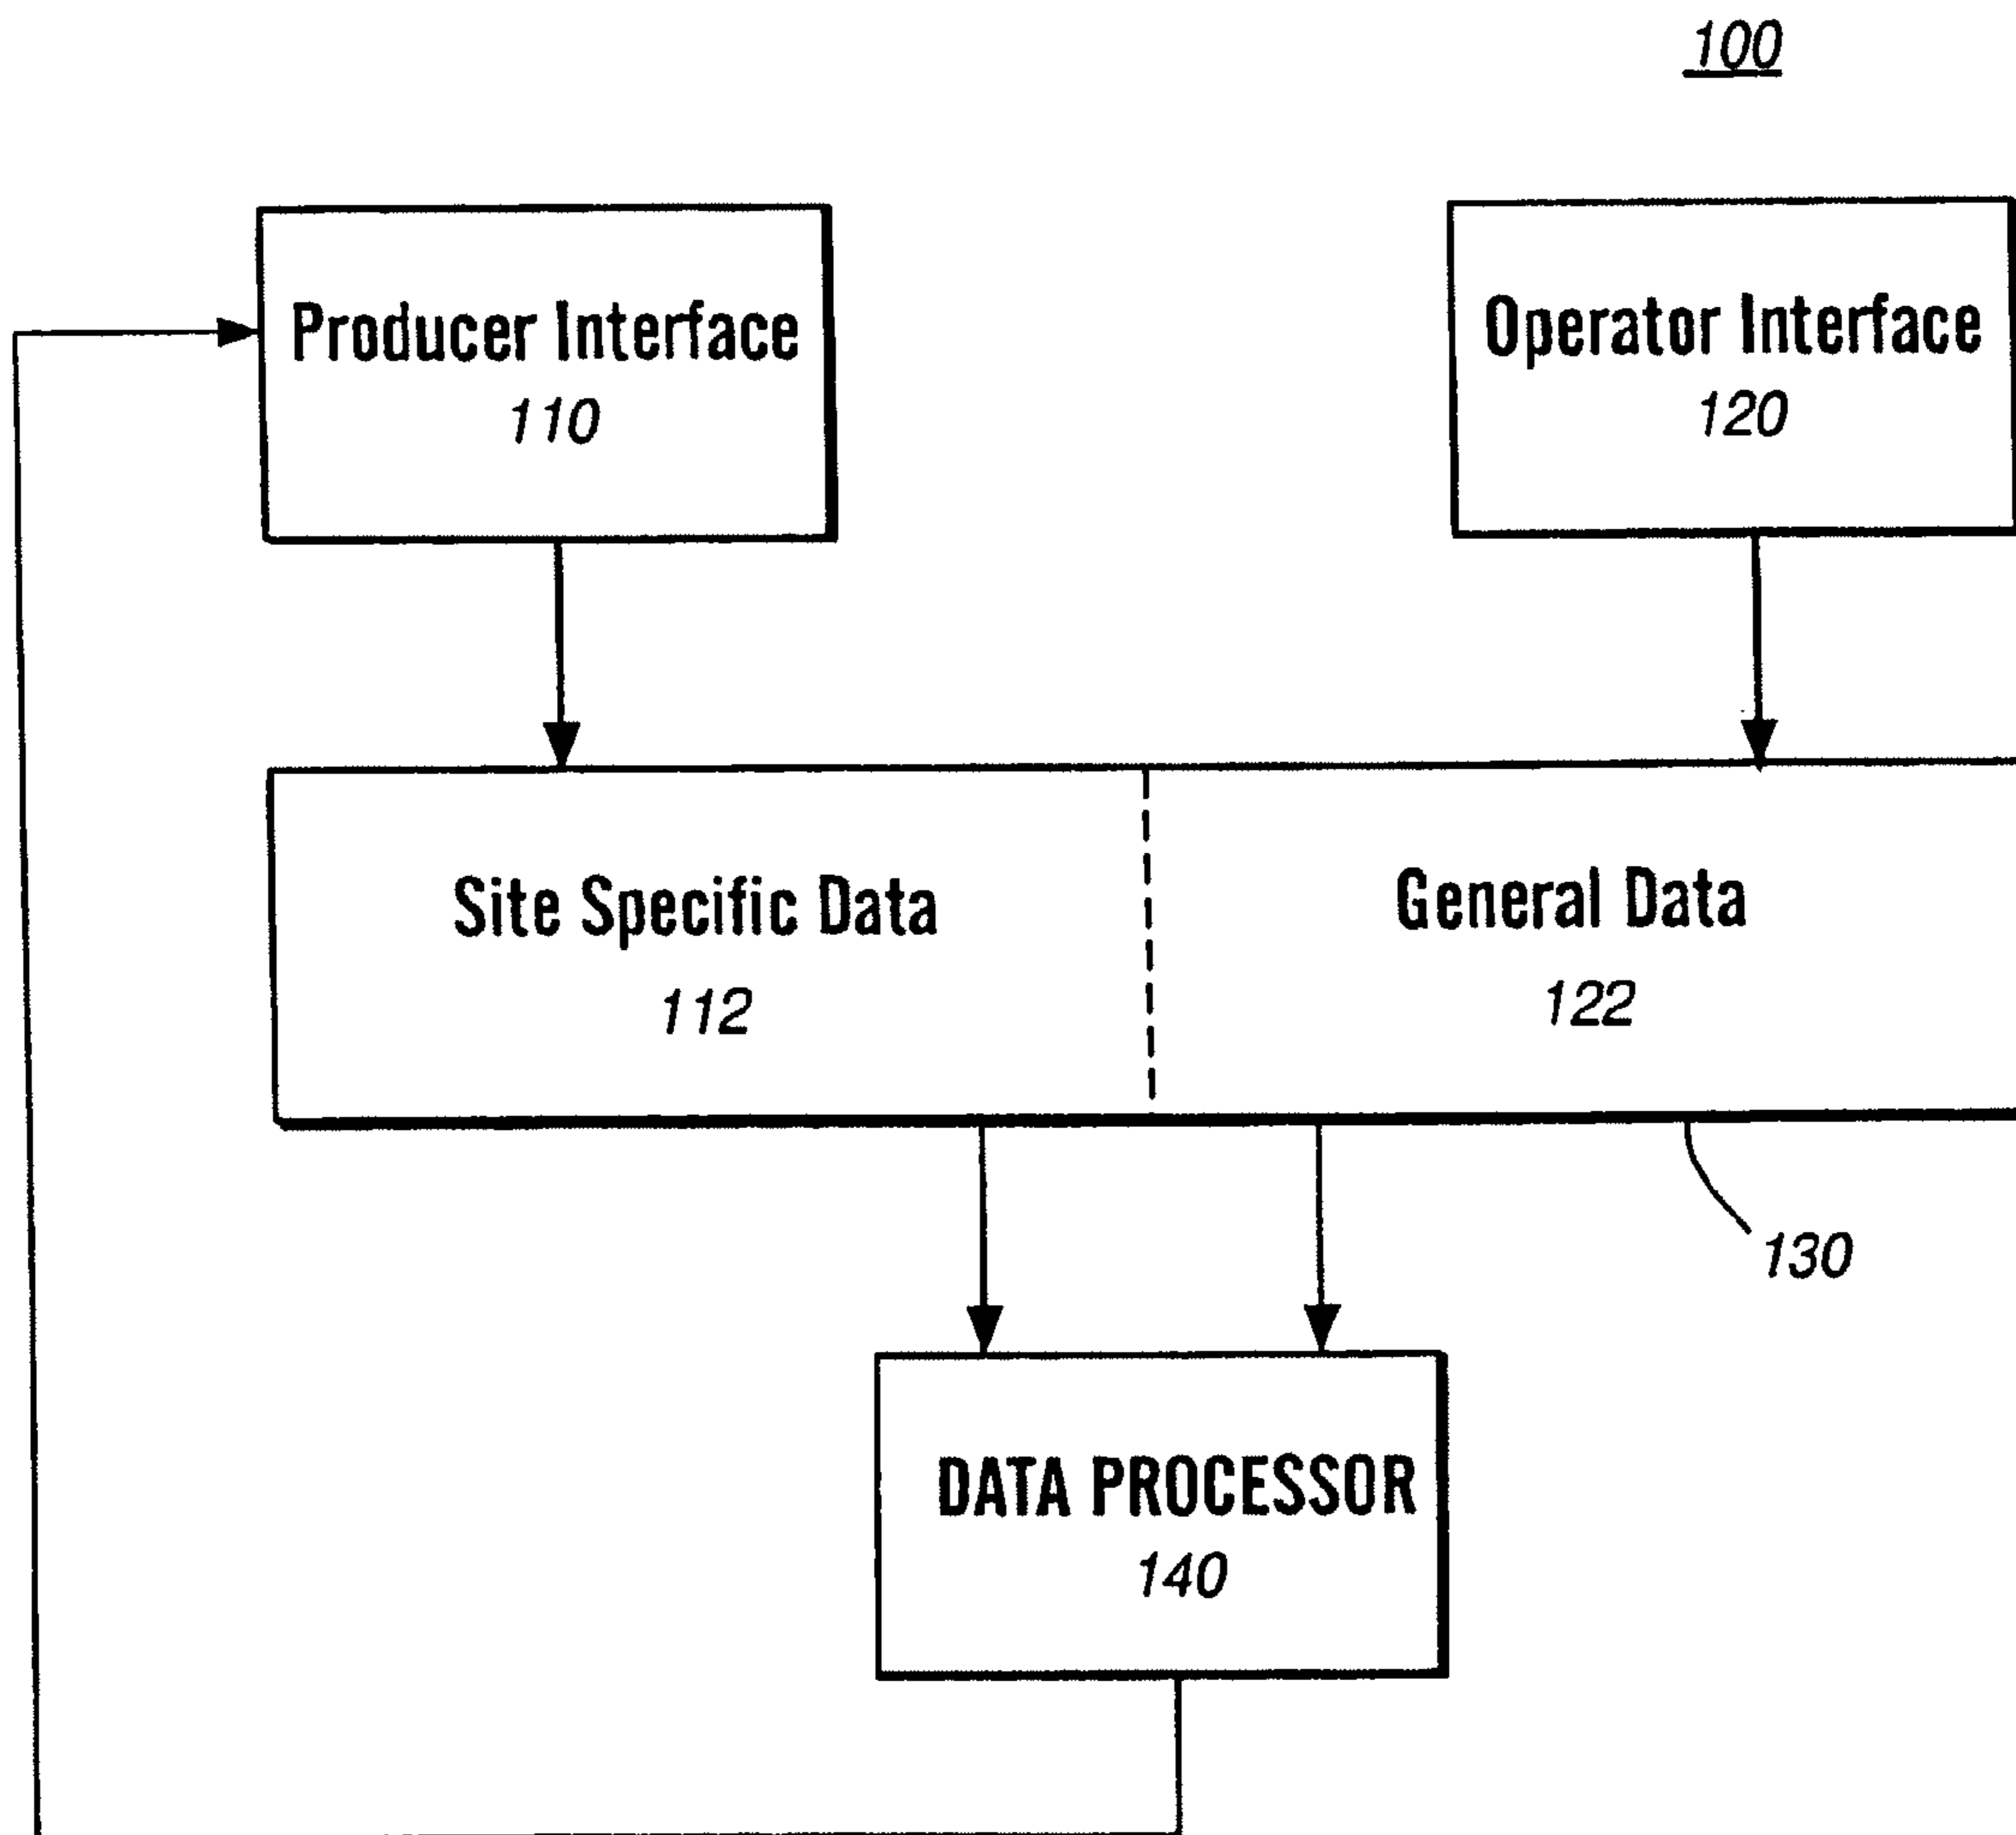 100
Producer Interface
110
Operator Interface
120
Site Specific Data
112
General Data
122
130
DATA PROCESSOR
140